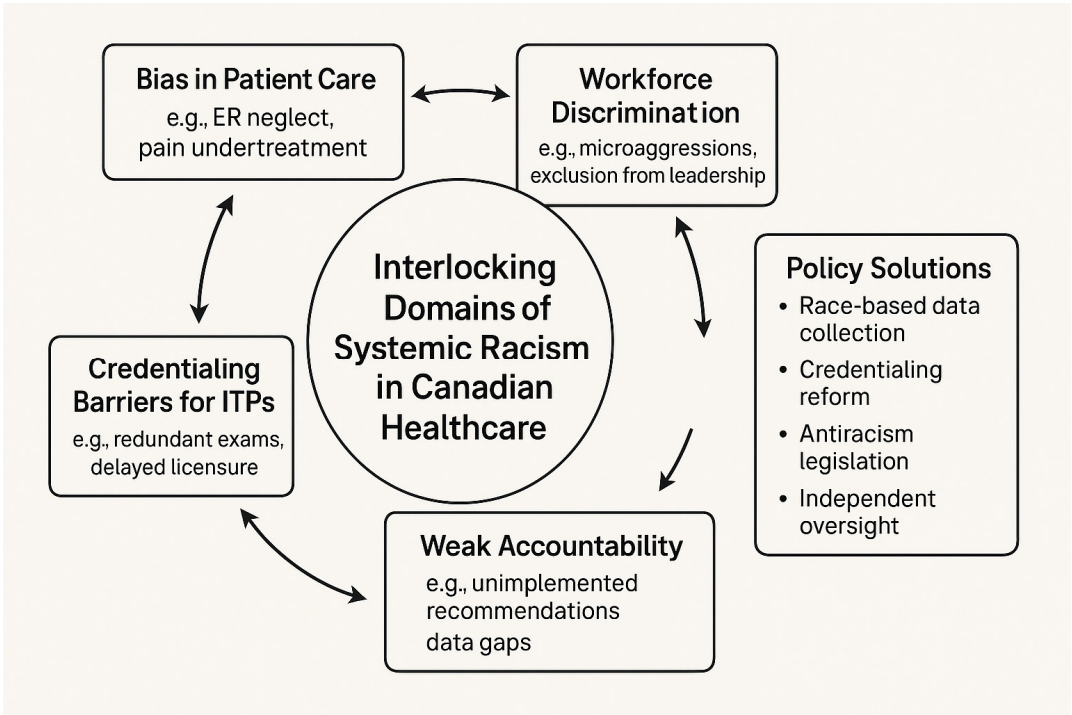 Bias in Patient Care
e.g., ER neglect,
pain undertreatment
Workforce
Discrimination
e.g., microaggressions,
exclusion from leadership
Interlocking
Domains of
Systemic Racism
in Canadian
Healthcare
Policy Solutions
• Race-based data
collection
• Credentialing
reform
• Antiracism
legislation
• Independent
oversight
Credentialing
Barriers for ITPs
e.g., redundant exams,
delayed licensure
Weak Accountability
e.g., unimplemented
recommendations
data gaps